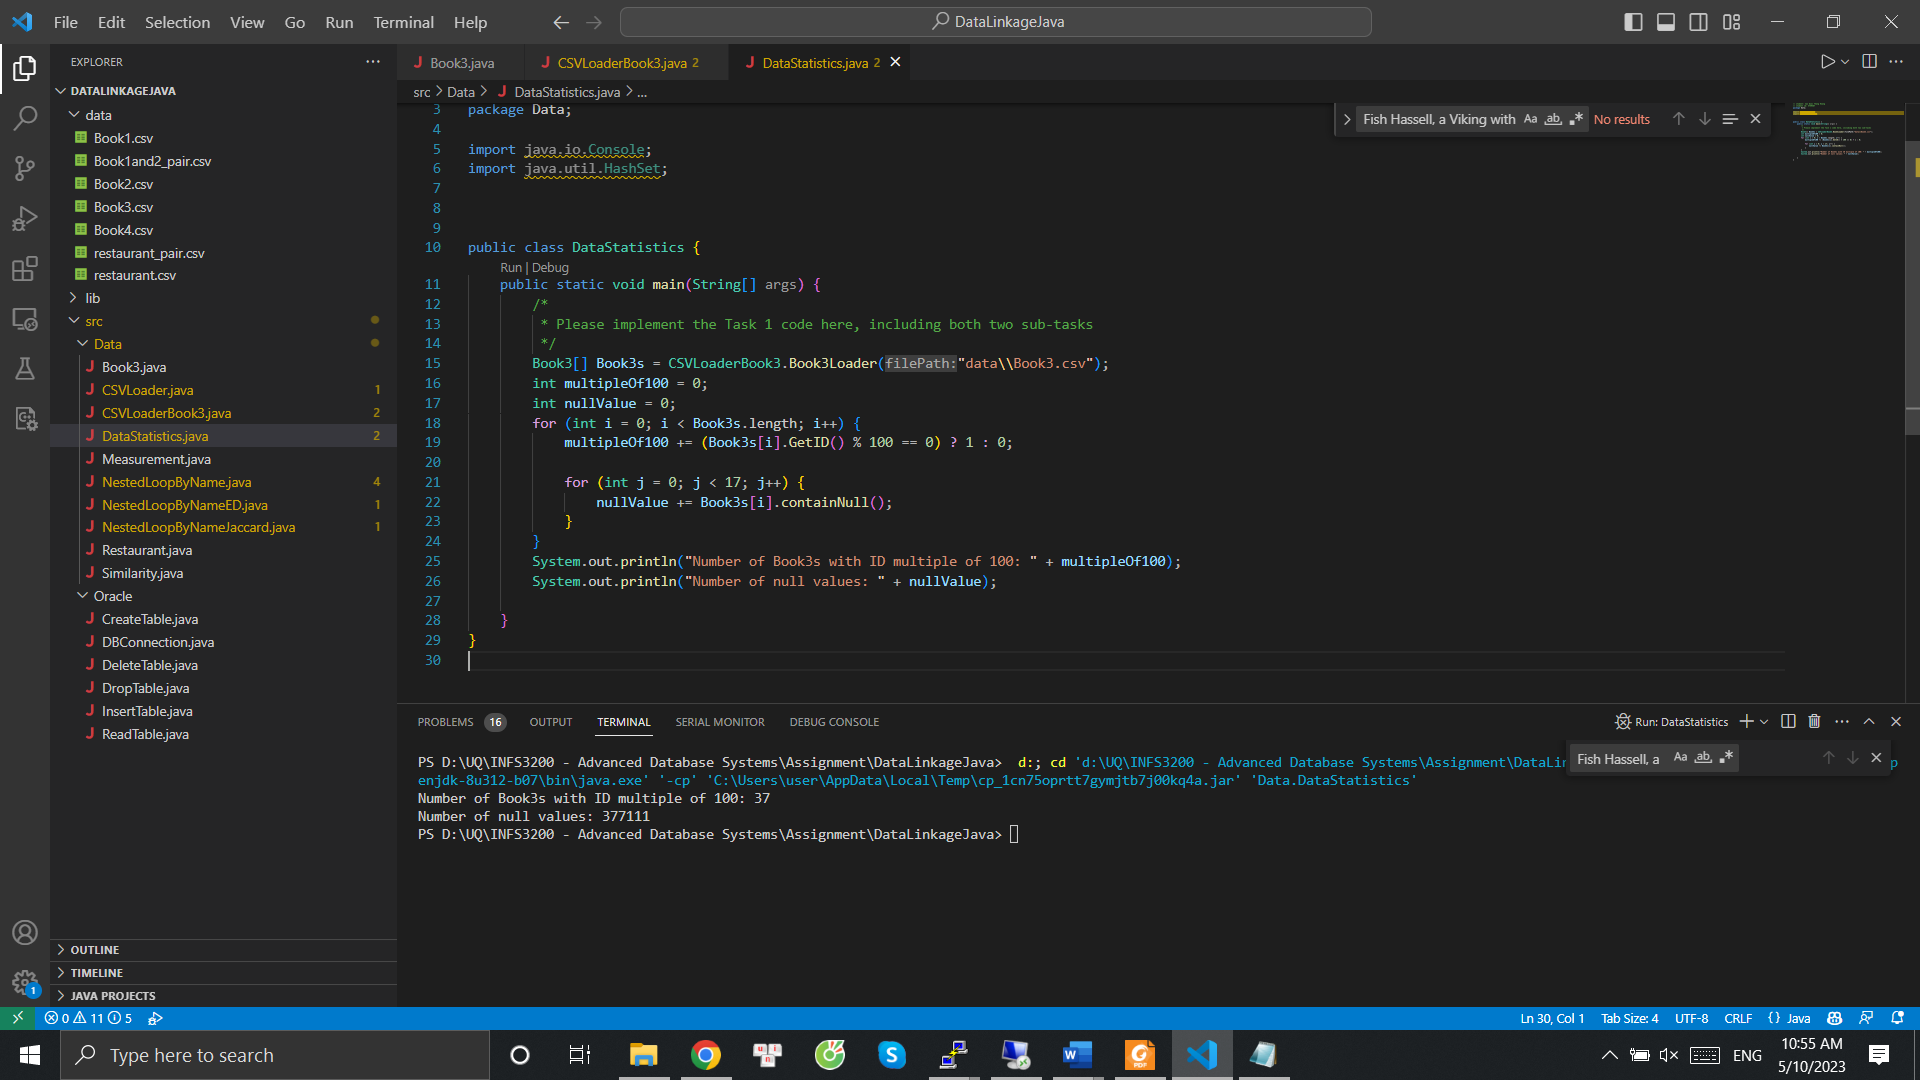 File Edit Selection View Go Run Terminal Help
DataLinkageJava
EXPLORER
DATALINKAGEJAVA
data
Book1.csv
Book1and2_pair.csv
Book2.csv
Book3.csv
Book4.csv
restaurant_pair.csv
restaurant.csv
lib
src
Data
Book3.java
CSVLoader.java 1
CSVLoaderBook3.java 2
DataStatistics.java 2
Measurement.java
NestedLoopByName.java 4
NestedLoopByNameED.java 1
NestedLoopByNameJaccard.java 1
Restaurant.java
Similarity.java
Oracle
CreateTable.java
DBConnection.java
DeleteTable.java
DropTable.java
InsertTable.java
ReadTable.java
OUTLINE
TIMELINE
JAVA PROJECTS
Book3.java CSVLoaderBook3.java 2 DataStatistics.java 2
src > Data > DataStatistics.java > ...
Fish Hassell, a Viking with Aa ab No results
3 package Data;
4
5 import java.io.Console;
6 import java.util.HashSet;
7
8
9
10 public class DataStatistics {
Run | Debug
11 public static void main(String[] args) {
12 /*
13 * Please implement the Task 1 code here, including both two sub-tasks
14 */
15 Book3[] Book3s = CSVLoaderBook3.Book3Loader(filePath:"data\\Book3.csv");
16 int multipleOf100 = 0;
17 int nullValue = 0;
18 for (int i = 0; i < Book3s.length; i++) {
19 multipleOf100 += (Book3s[i].GetID() % 100 == 0) ? 1 : 0;
20
21 for (int j = 0; j < 17; j++) {
22 nullValue += Book3s[i].containNull();
23 }
24 }
25 System.out.println("Number of Book3s with ID multiple of 100: " + multipleOf100);
26 System.out.println("Number of null values: " + nullValue);
27
28 }
29 }
30
PROBLEMS 16 OUTPUT TERMINAL SERIAL MONITOR DEBUG CONSOLE
Run: DataStatistics
Fish Hassell, a Aa ab
PS D:\UQ\INFS3200 - Advanced Database Systems\Assignment\DataLinkageJava> d:; cd 'd:\UQ\INFS3200 - Advanced Database Systems\Assignment\DataLin p
enjdk-8u312-b07\bin\java.exe' '-cp' 'C:\Users\user\AppData\Local\Temp\cp_1cn75oprtt7gymjtb7j00kq4a.jar' 'Data.DataStatistics'
Number of Book3s with ID multiple of 100: 37
Number of null values: 377111
PS D:\UQ\INFS3200 - Advanced Database Systems\Assignment\DataLinkageJava>
1
0 11 5
Ln 30, Col 1 Tab Size: 4 UTF-8 CRLF {} Java
Type here to search
ENG
10:55 AM
5/10/2023